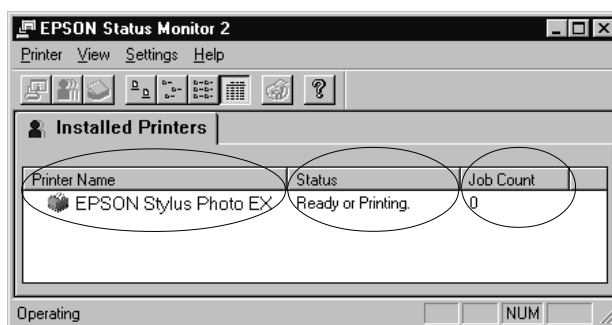 EPSON Status Monitor 2
Printer View Settings Help
Installed Printers
Printer Name Status Job Count
EPSON Stylus Photo EX Ready or Printing. 0
Operating NUM